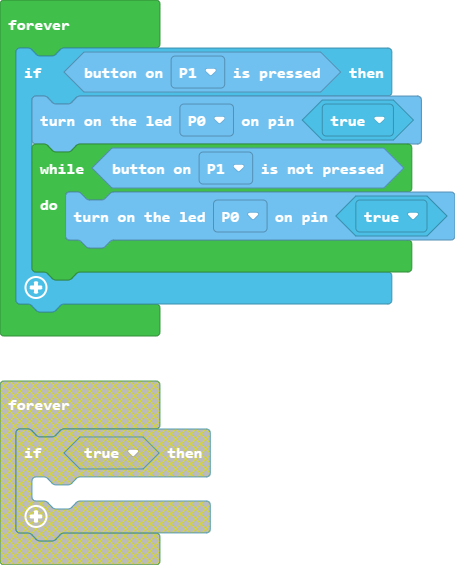 forever
if button on P1 is pressed then
turn on the led P0 on pin true
while button on P1 is not pressed
do
turn on the led P0 on pin true
forever
if true then